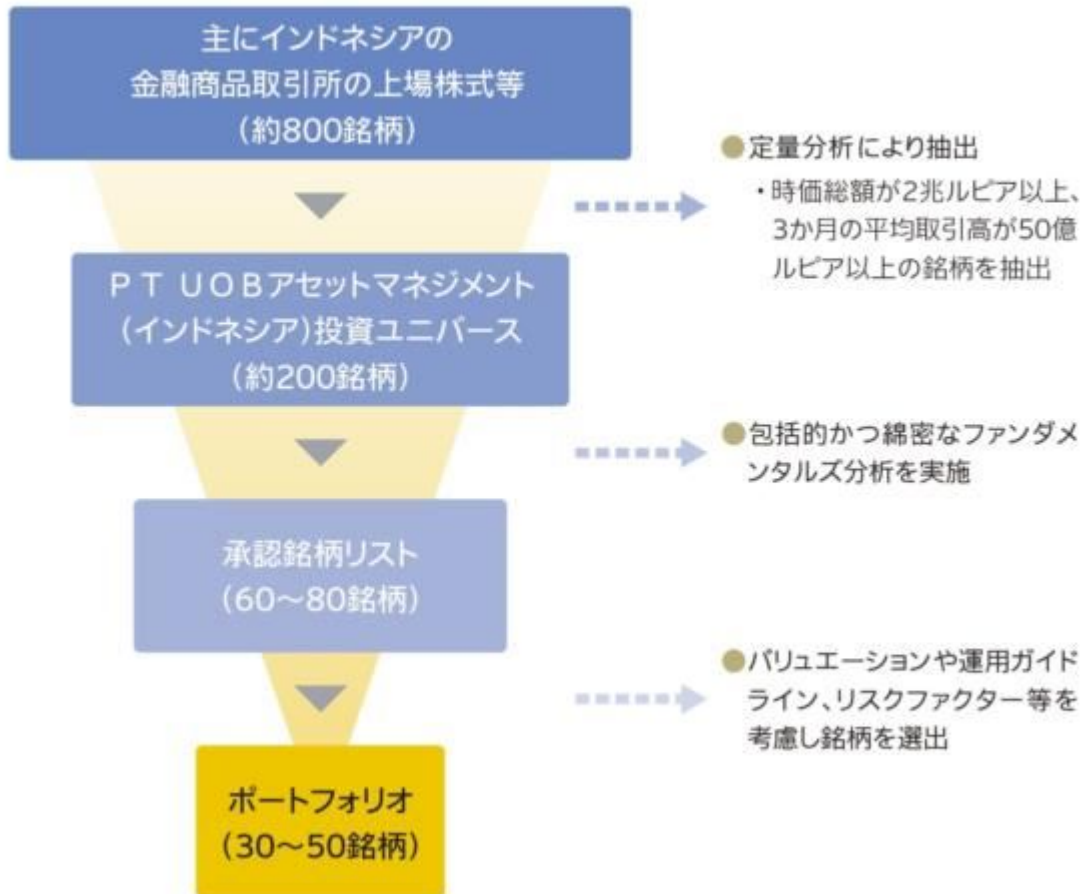 主にインドネシアの
金融商品取引所の上場株式等
(約800銘柄)
●定量分析により抽出
・時価総額が2兆ルピア以上、
3か月の平均取引高が50億
ルピア以上の銘柄を抽出
ＰＴ ＵＯＢアセットマネジメント
(インドネシア)投資ユニバース
(約200銘柄)
●包括的かつ綿密なファンダメ
ンタルズ分析を実施
承認銘柄リスト
(60～80銘柄)
●バリュエーションや運用ガイド
ライン、リスクファクター等を
考慮し銘柄を選出
ポートフォリオ
(30～50銘柄)